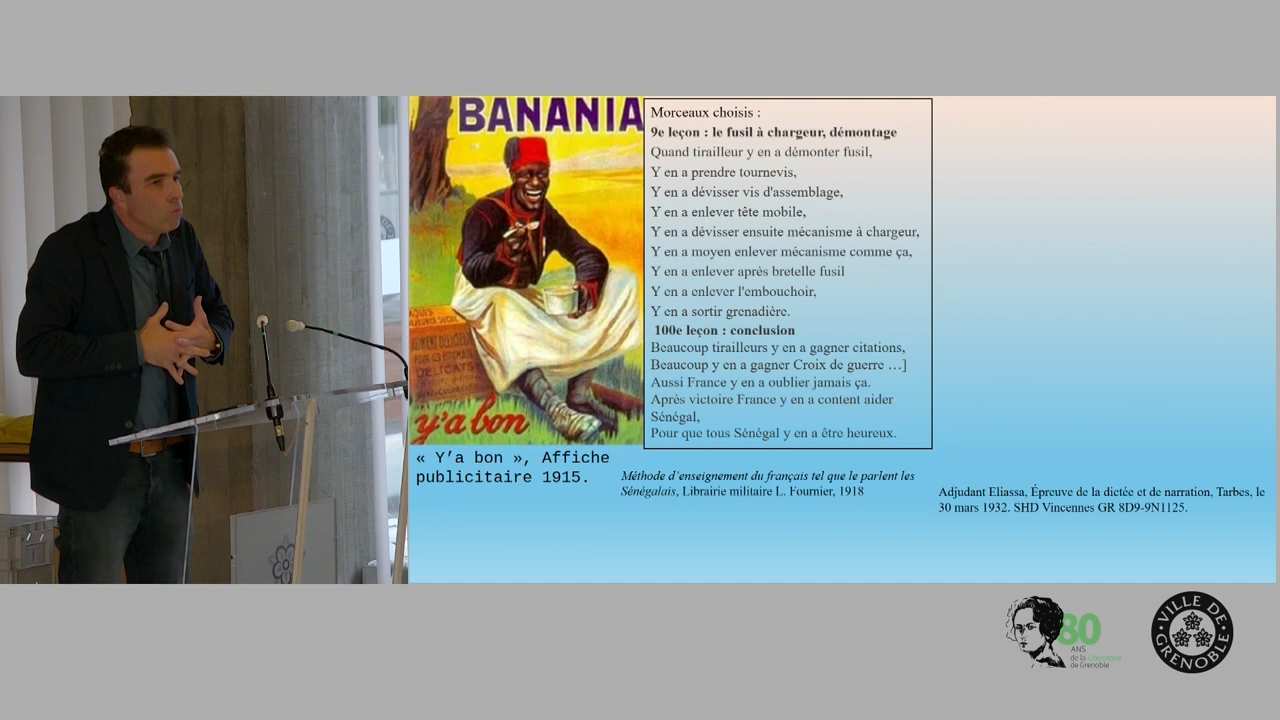 BANANIA
y'a bon
« Y’a bon », Affiche
publicitaire 1915.
Morceaux choisis :
9e leçon : le fusil à chargeur, démontage
Quand tirailleur y en a démonter fusil,
Y en a prendre tournevis,
Y en a dévisser vis d'assemblage,
Y en a enlever tête mobile,
Y en a dévisser ensuite mécanisme à chargeur,
Y en a moyen enlever mécanisme comme ça,
Y en a enlever après bretelle fusil
Y en a enlever l'embouchoir,
Y en a sortir grenadière.
100e leçon : conclusion
Beaucoup tirailleurs y en a gagner citations,
Beaucoup y en a gagner Croix de guerre …]
Aussi France y en a oublier jamais ça.
Après victoire France y en a content aider
Sénégal,
Pour que tous Sénégal y en a être heureux.
Méthode d’enseignement du français tel que le parlent les
Sénégalais, Librairie militaire L. Fournier, 1918
Adjudant Eliassa, Épreuve de la dictée et de narration, Tarbes, le
30 mars 1932. SHD Vincennes GR 8D9-9N1125.
80
ANS
de la Libération
de Grenoble
VILLE DE
GRENOBLE